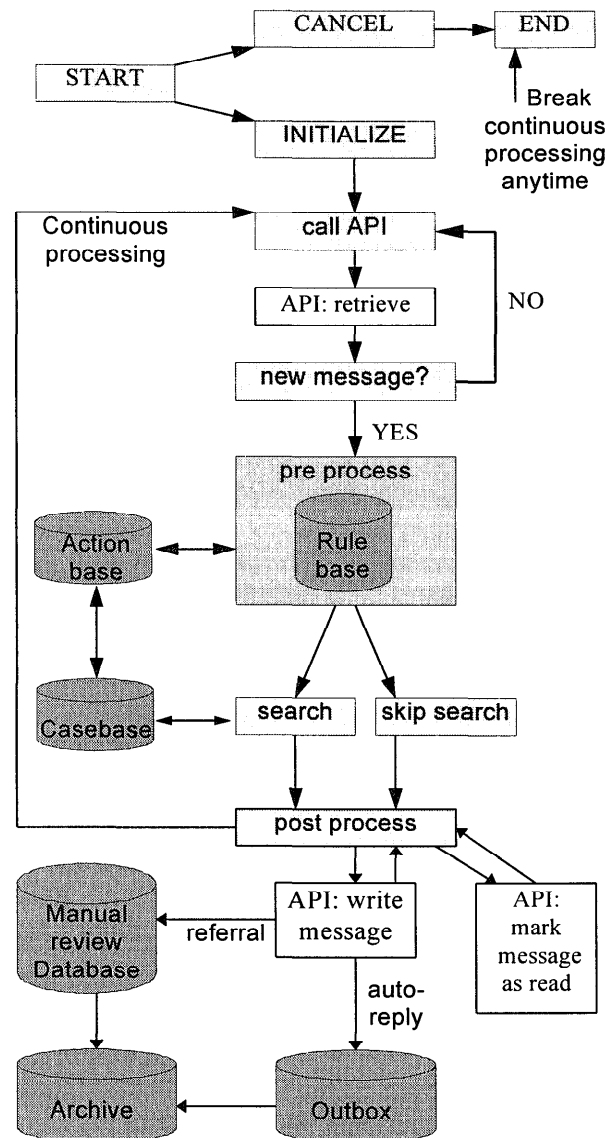 CANCEL
END
START
Break
continuous
processing
anytime
INITIALIZE
Continuous
processing
call API
API: retrieve
NO
new message?
YES
pre process
Action
base
Rule
base
Casebase
search
skip search
post process
Manual
review
Database
referral
API: write
message
API:
mark
message
as read
auto-
reply
Archive
Outbox